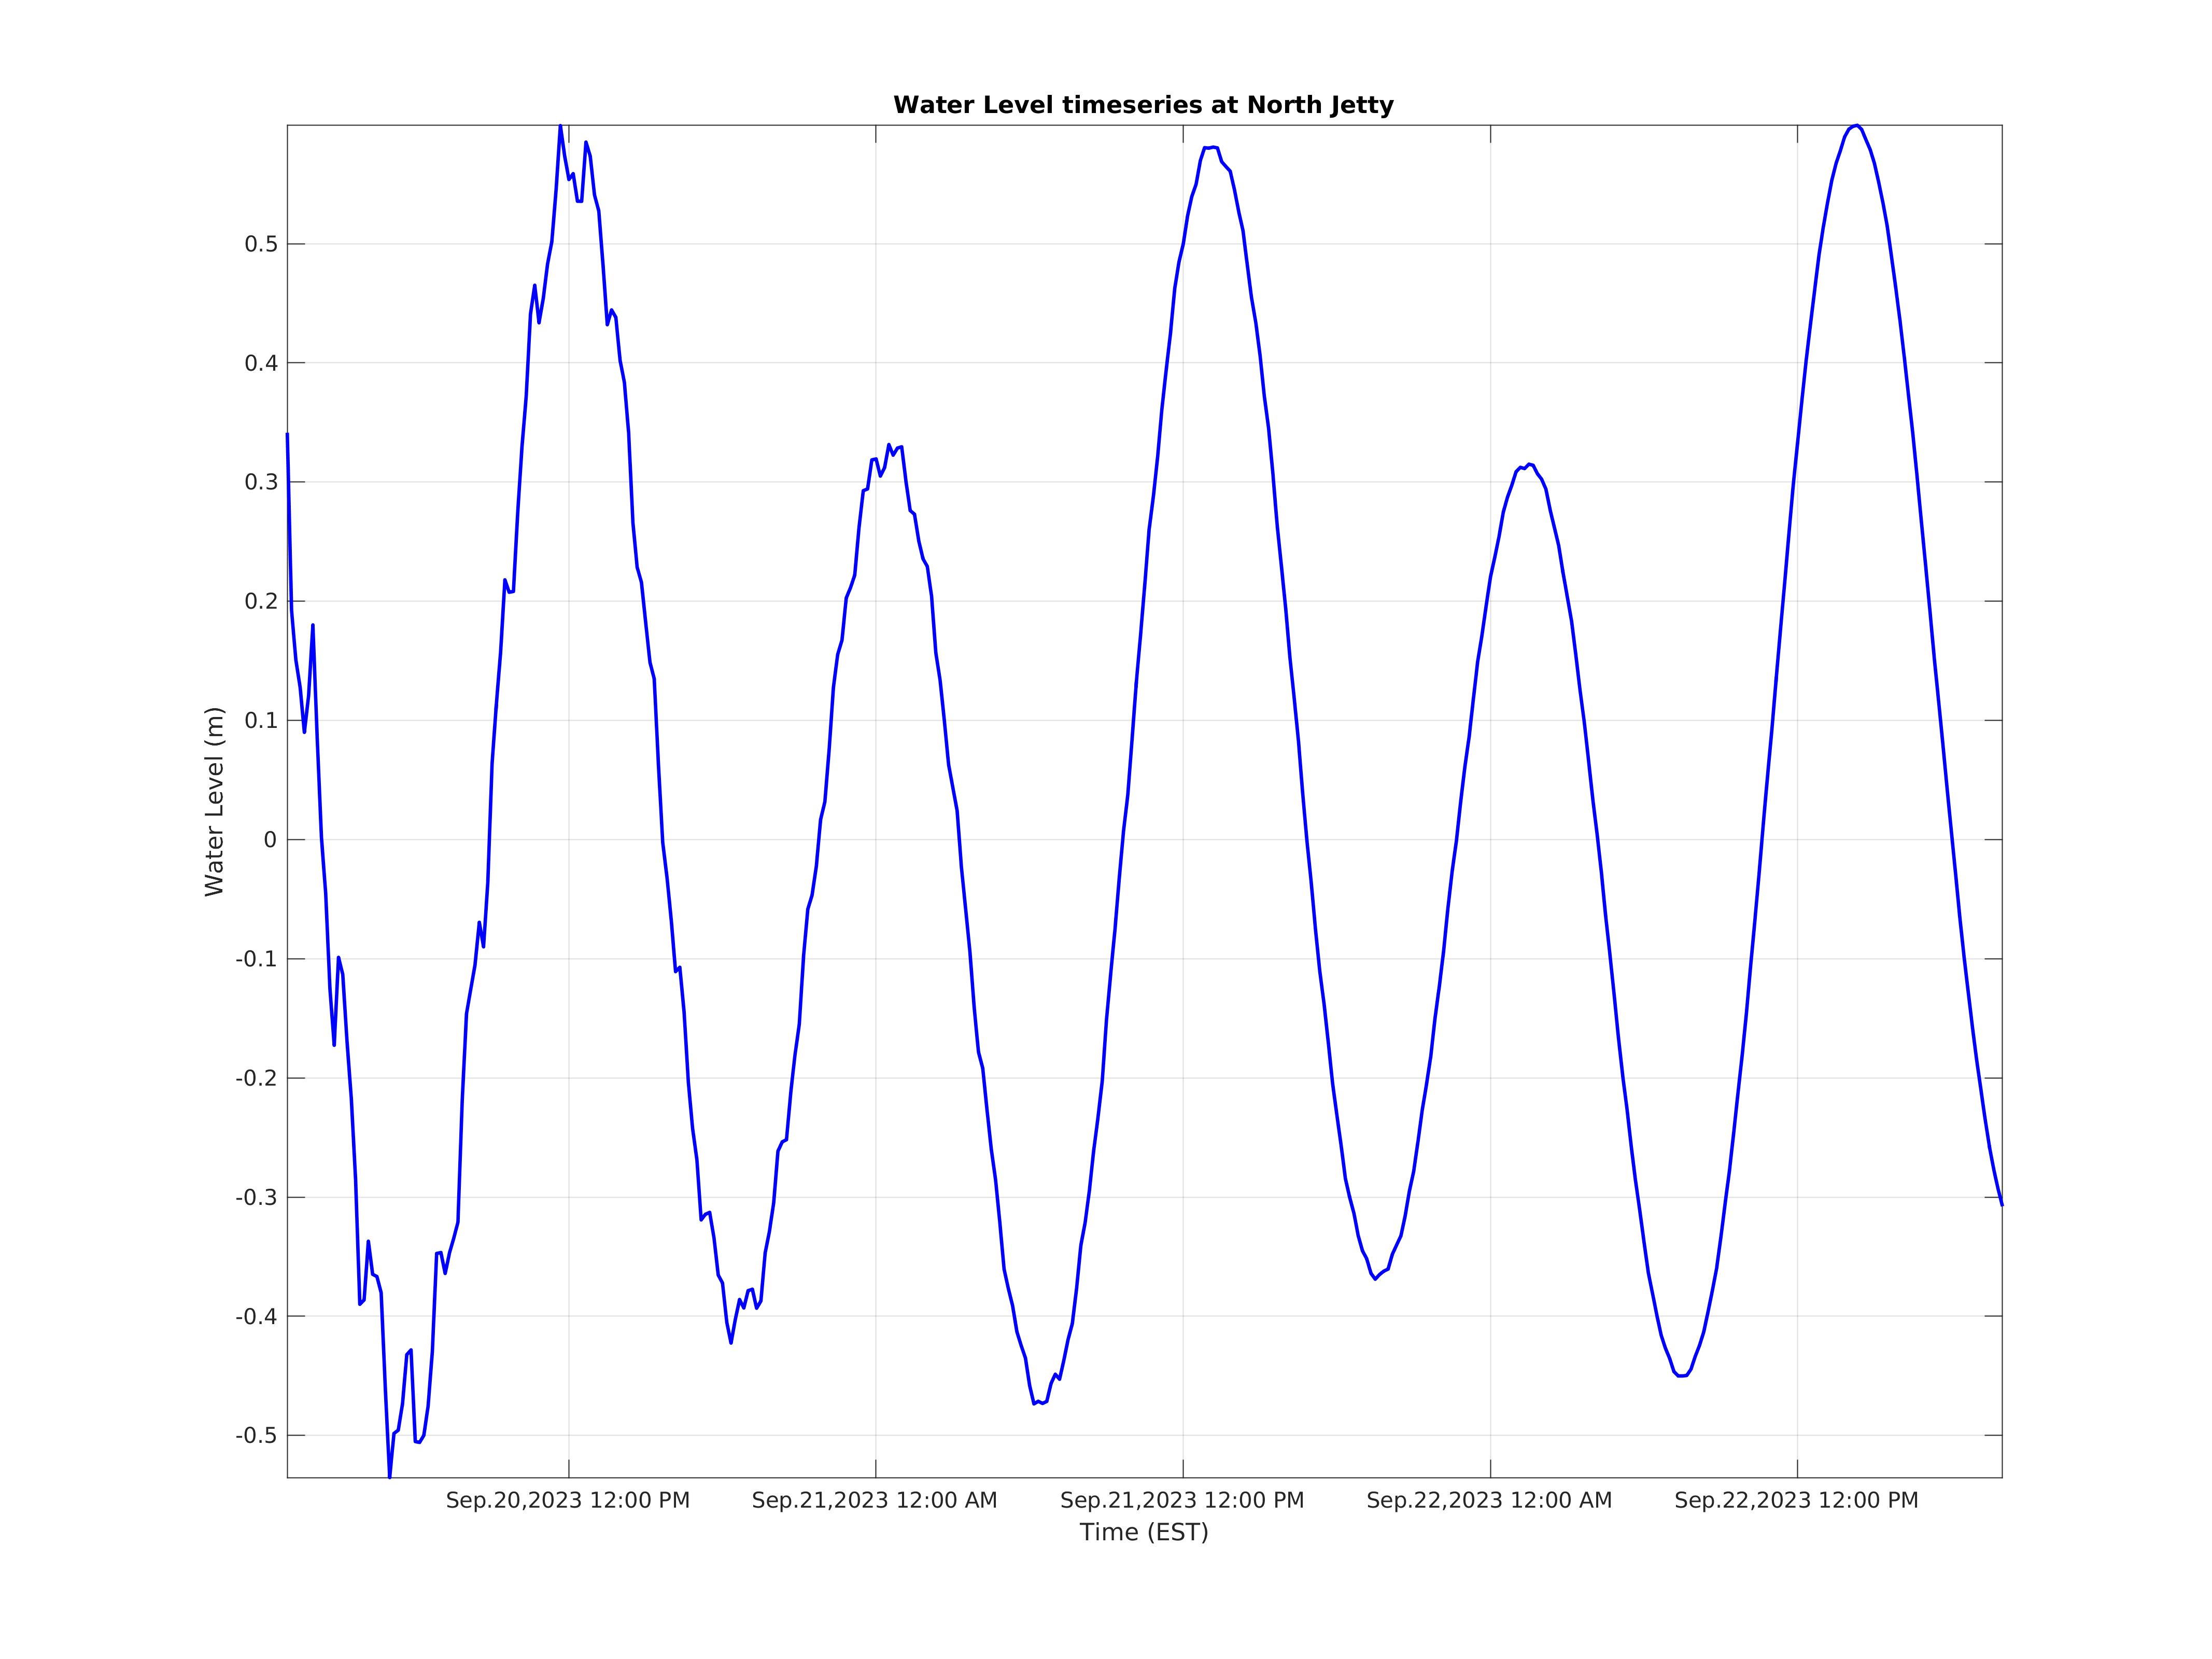 Water Level timeseries at North Jetty
0.5
0.4
0.3
0.2
0.1
0
-0.1
-0.2
-0.3
-0.4
-0.5
Water Level (m)
Sep.20,2023 12:00 PM
Sep.21,2023 12:00 AM
Sep.21,2023 12:00 PM
Sep.22,2023 12:00 AM
Sep.22,2023 12:00 PM
Time (EST)